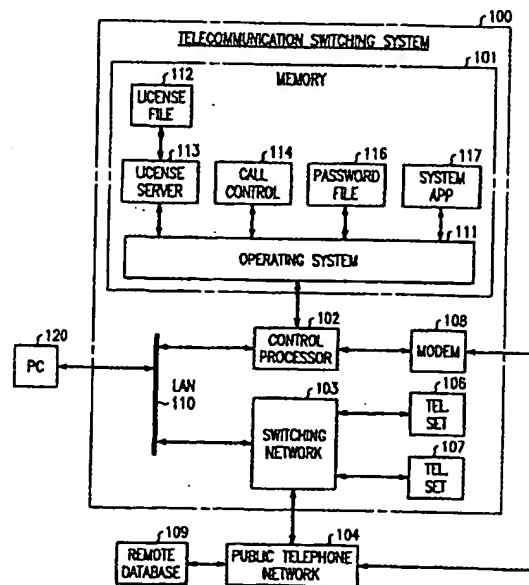 100
TELECOMMUNICATION SWITCHING SYSTEM
101
MEMORY
112
LICENSE
FILE
113
LICENSE
SERVER
114
CALL
CONTROL
116
PASSWORD
FILE
117
SYSTEM
APP
111
OPERATING SYSTEM
120
PC
102
CONTROL
PROCESSOR
108
MODEM
LAN
110
103
SWITCHING
NETWORK
106
TEL.
SET
107
TEL.
SET
109
REMOTE
DATABASE
104
PUBLIC TELEPHONE
NETWORK